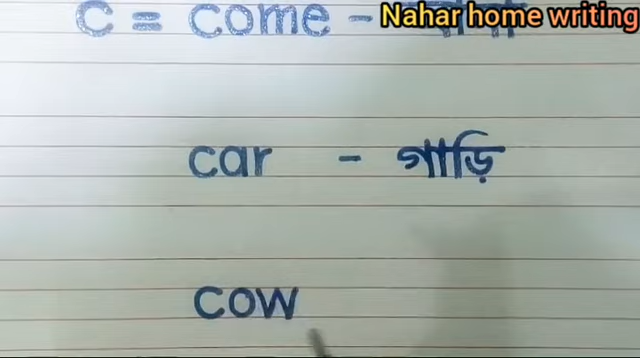 Nahar home writing
c = come -
car - গাড়ি
cow